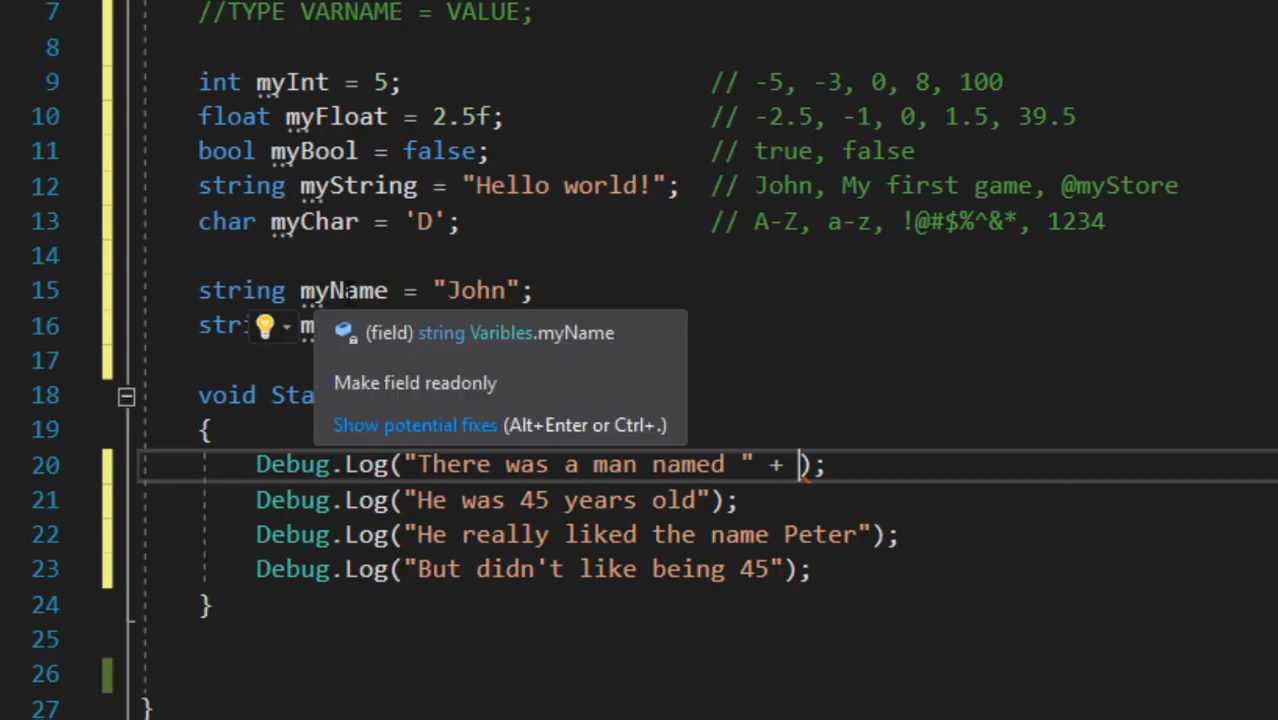 7 //TYPE VARNAME = VALUE;
8
9 int myInt = 5; // -5, -3, 0, 8, 100
10 float myFloat = 2.5f; // -2.5, -1, 0, 1.5, 39.5
11 bool myBool = false; // true, false
12 string myString = "Hello world!"; // John, My first game, @myStore
13 char myChar = 'D'; // A-Z, a-z, !@#$%^&*, 1234
14
15 string myName = "John";
16 stri m
(field) string Varibles.myName
17
Make field readonly
18 void Sta
Show potential fixes (Alt+Enter or Ctrl+.)
19 {
20 Debug.Log("There was a man named " + );
21 Debug.Log("He was 45 years old");
22 Debug.Log("He really liked the name Peter");
23 Debug.Log("But didn't like being 45");
24 }
25
26
27 }